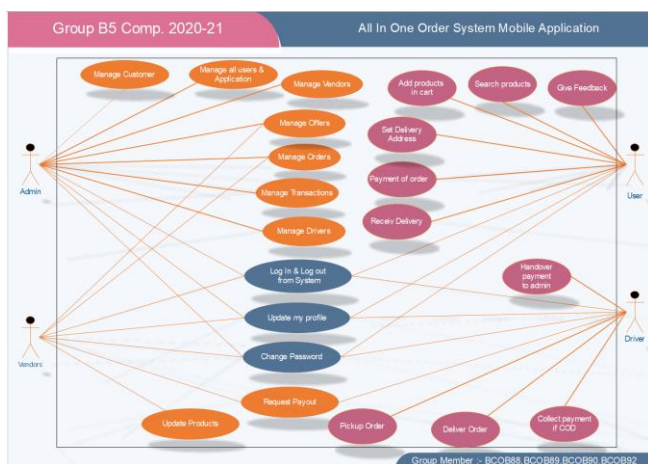 Group B5 Comp. 2020-21
All In One Order System Mobile Application
Manage Customer
Manage all users &
Application
Manage Vendors
Add products
in cart
Search products
Give Feedback
Manage Offers
Set Delivery
Address
Manage Orders
Admin
Payment of order
User
Manage Transactions
Receiv Delivery
Manage Drivers
Log In & Log out
from System
Handover
payment
to admin
Update my profile
Vendors
Driver
Change Password
Request Payout
Update Products
Pickup Order
Deliver Order
Collect payment
if COD
Group Member :- BCOB88,BCOB89,BCOB90,BCOB92